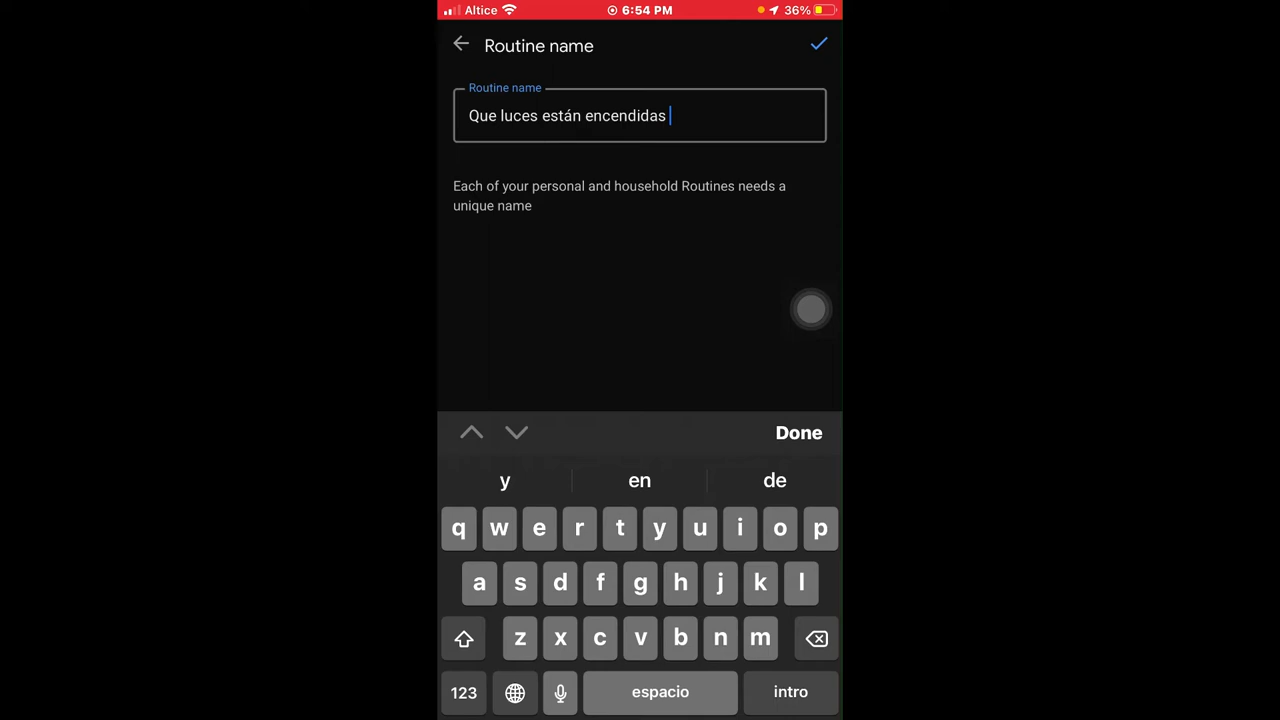 Altice 6:54 PM 36%
Routine name
Routine name
Que luces están encendidas
Each of your personal and household Routines needs a
unique name
Done
y en de
q w e r t y u i o p
a s d f g h j k l
z x c v b n m
123 espacio intro